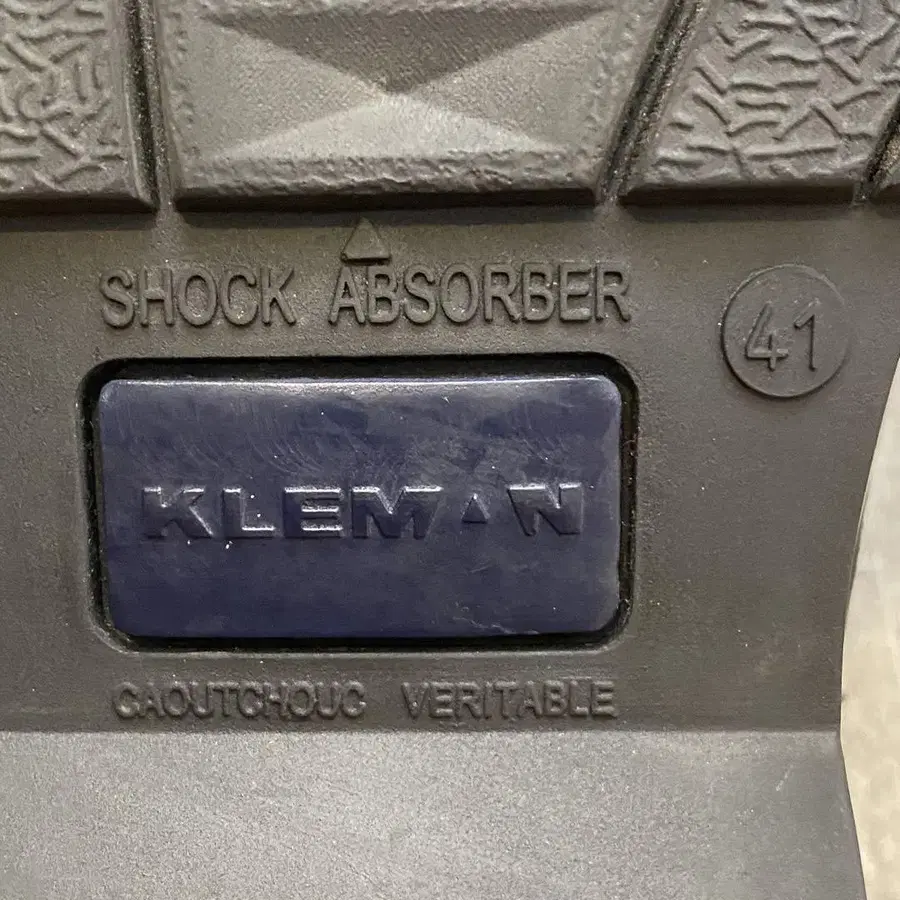 SHOCK ABSORBER
41
KLEMAN
CAOUTCHOUC VERITABLE